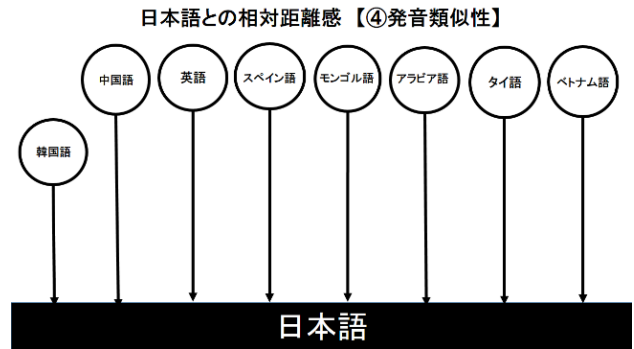 日本語との相対距離感 【④発音類似性】
韓国語
中国語
英語
スペイン語
モンゴル語
アラビア語
タイ語
ベトナム語
日本語